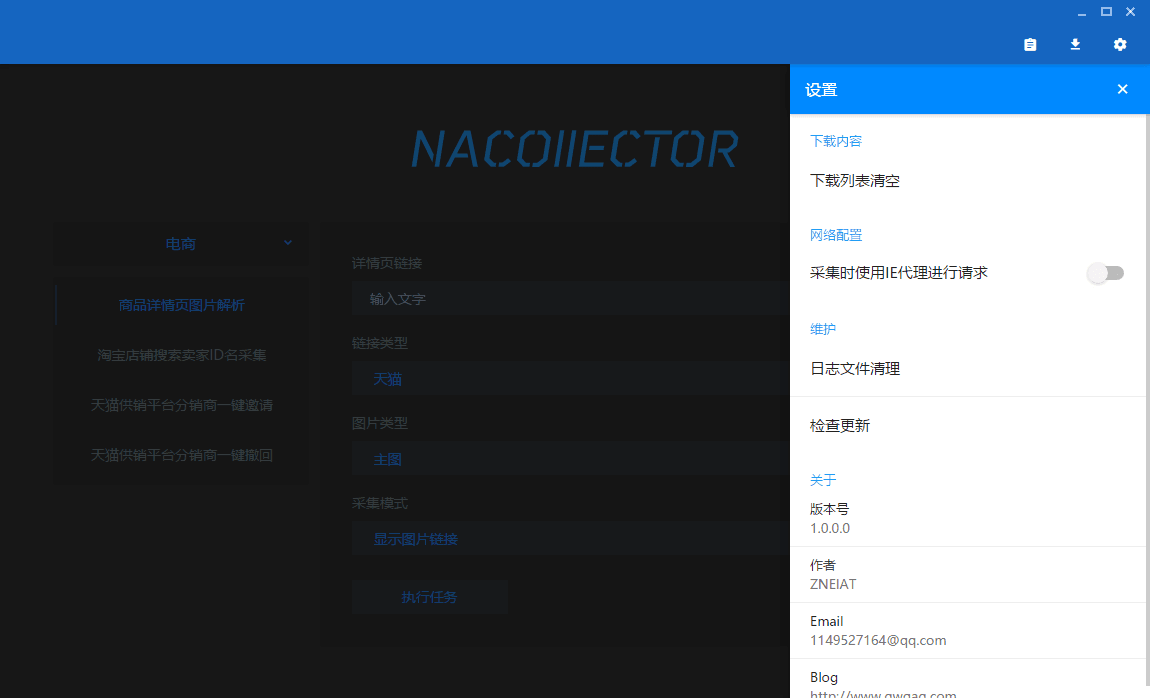 设置
NACOllECTOR
电商
商品详情页图片解析
淘宝店铺搜索卖家ID名采集
天猫供销平台分销商一键邀请
天猫供销平台分销商一键撤回
详情页链接
输入文字
链接类型
天猫
图片类型
主图
采集模式
显示图片链接
执行任务
下载内容
下载列表清空
网络配置
采集时使用IE代理进行请求
维护
日志文件清理
检查更新
关于
版本号
1.0.0.0
作者
ZNEIAT
Email
1149527164@qq.com
Blog
http://www.qwqaq.com